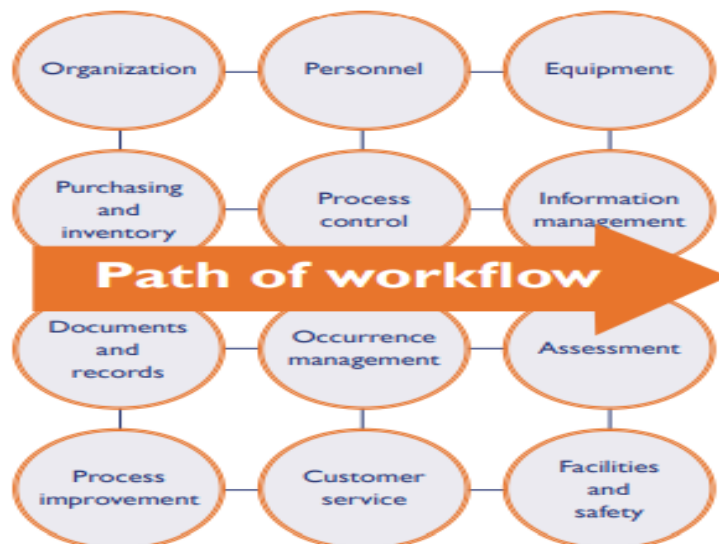 Organization
Personnel
Equipment
Purchasing
and
inventory
Process
control
Information
management
Path of workflow
Documents
and
records
Occurrence
management
Assessment
Process
improvement
Customer
service
Facilities
and
safety